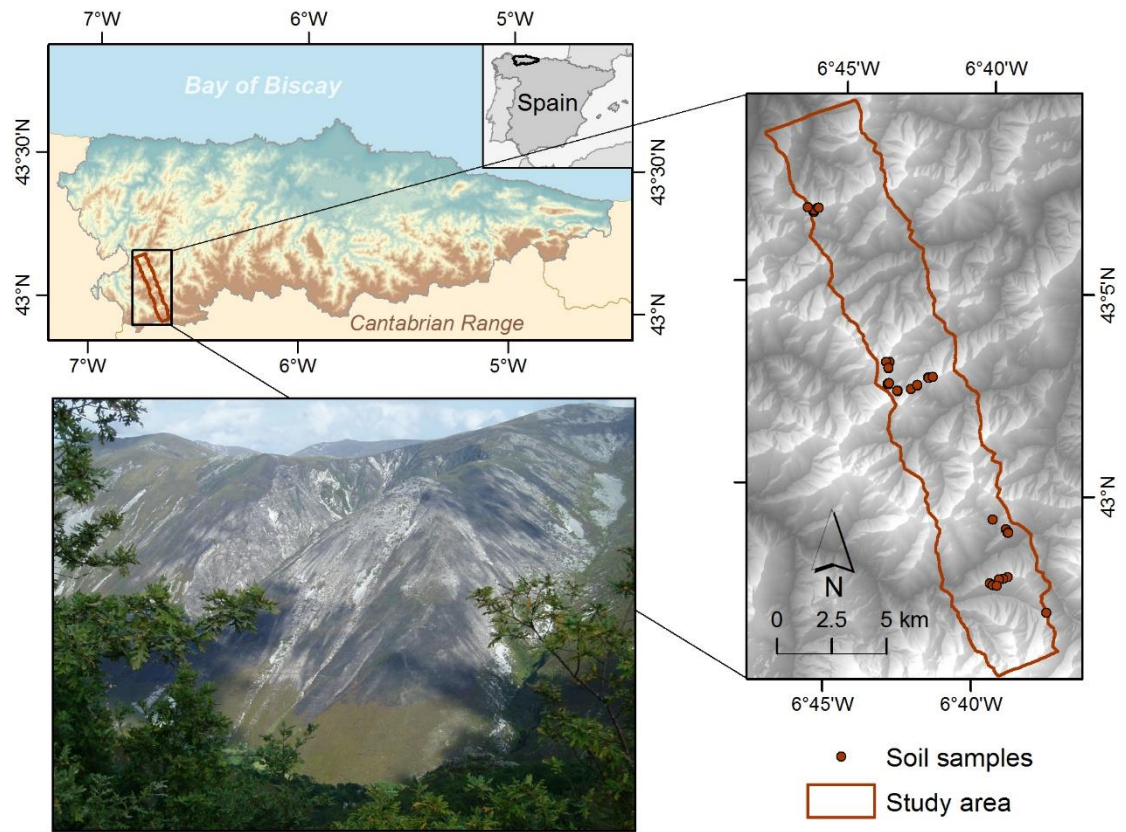 7°W
6°W
5°W
Bay of Biscay
Spain
43°30'N
43°30'N
43°N
43°N
Cantabrian Range
7°W
6°W
5°W
6°45'W
6°40'W
43°5'N
43°N
N
0
2.5
5 km
6°45'W
6°40'W
Soil samples
Study area